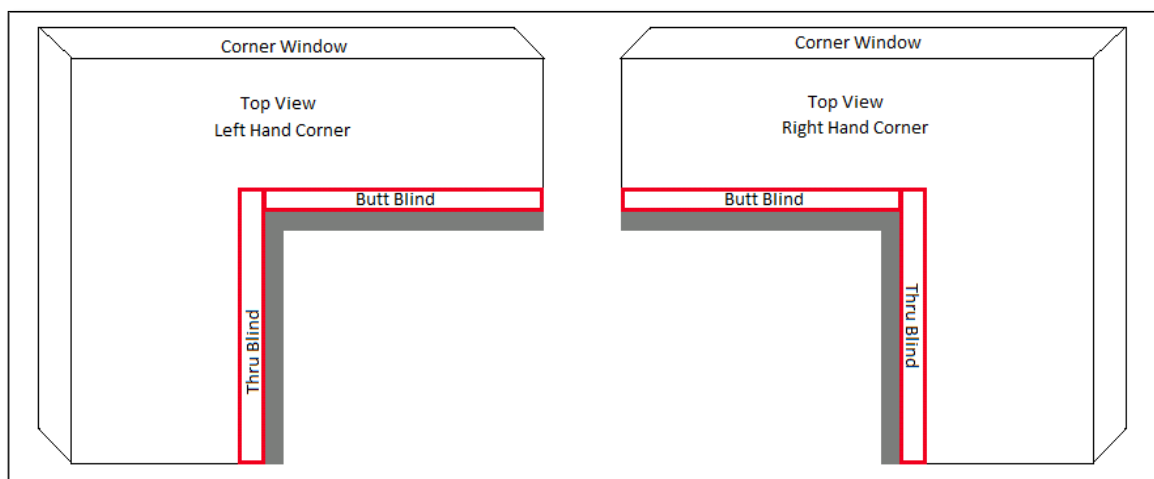 Corner Window
Top View
Left Hand Corner
Butt Blind
Thru Blind
Corner Window
Top View
Right Hand Corner
Butt Blind
Thru Blind